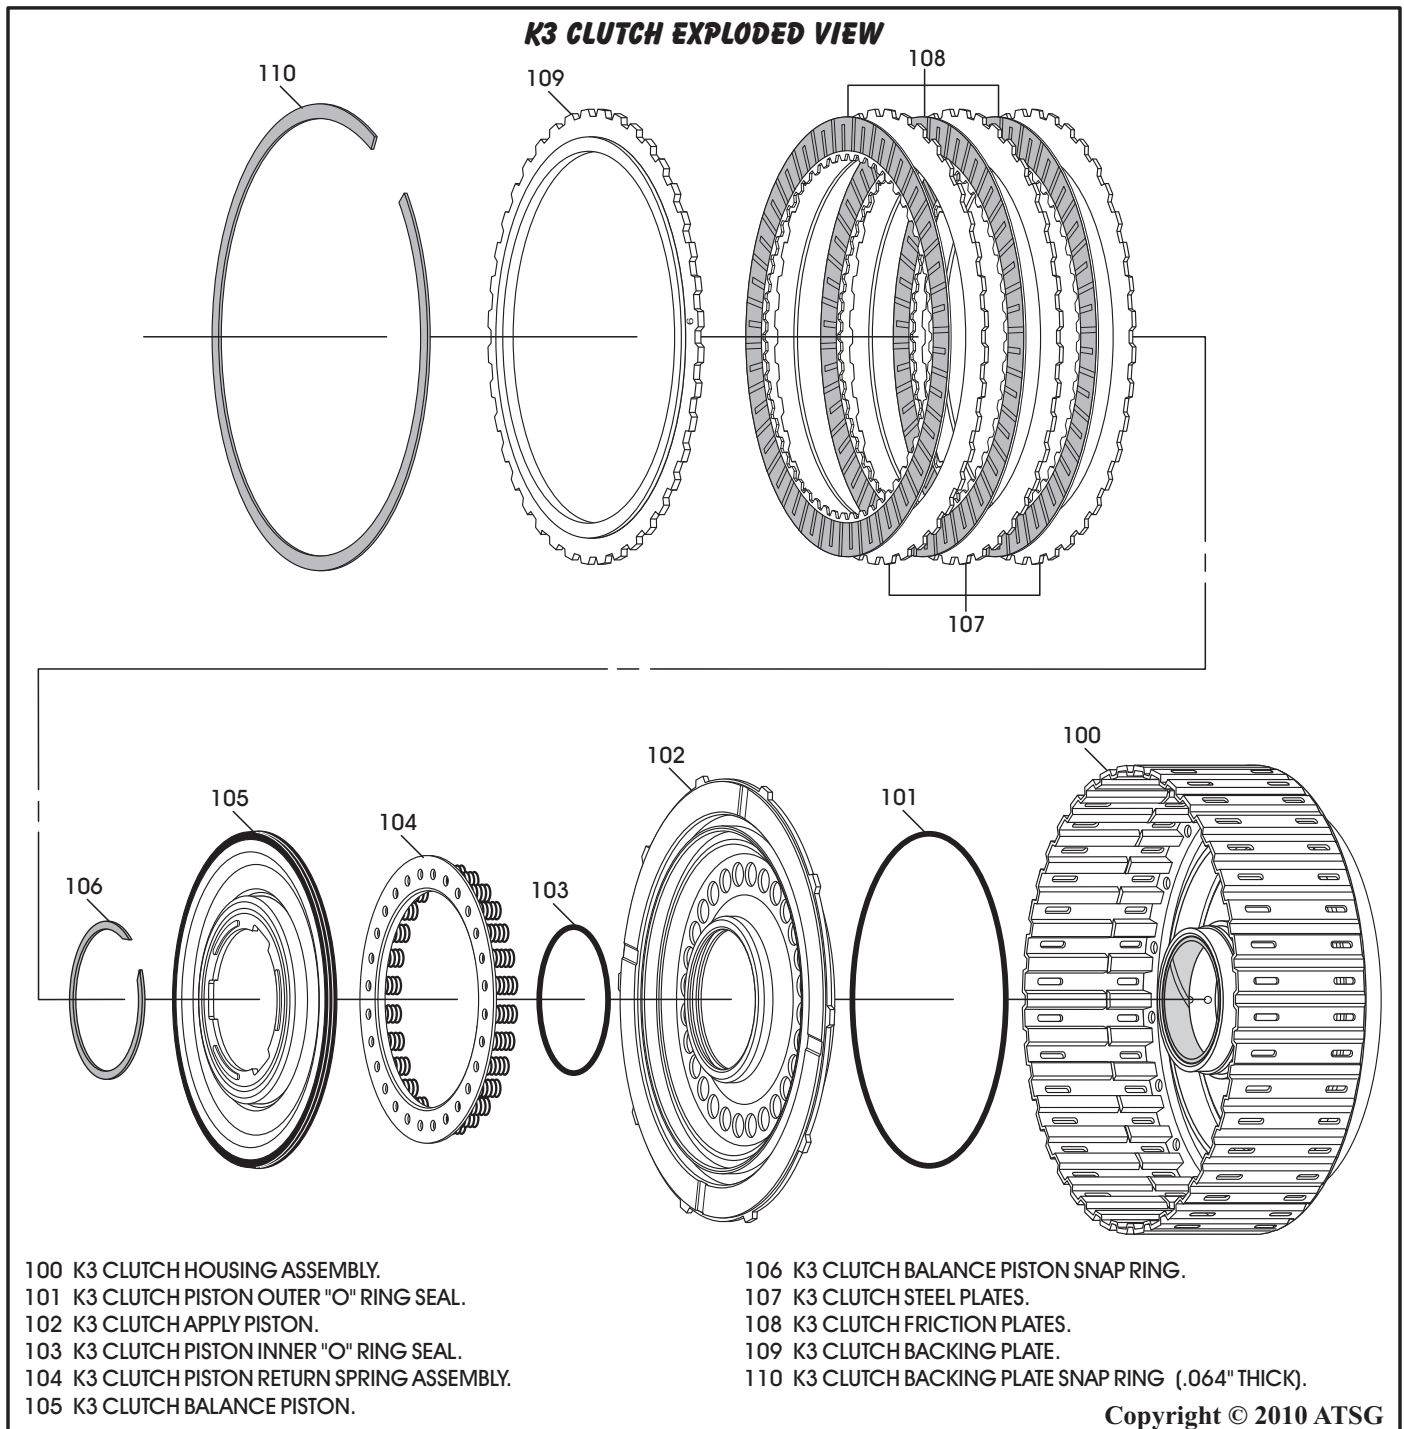 K3 CLUTCH EXPLODED VIEW
110
109
108
6
107
100
102
101
105
104
103
106
100 K3 CLUTCH HOUSING ASSEMBLY.
101 K3 CLUTCH PISTON OUTER "O" RING SEAL.
102 K3 CLUTCH APPLY PISTON.
103 K3 CLUTCH PISTON INNER "O" RING SEAL.
104 K3 CLUTCH PISTON RETURN SPRING ASSEMBLY.
105 K3 CLUTCH BALANCE PISTON.
106 K3 CLUTCH BALANCE PISTON SNAP RING.
107 K3 CLUTCH STEEL PLATES.
108 K3 CLUTCH FRICTION PLATES.
109 K3 CLUTCH BACKING PLATE.
110 K3 CLUTCH BACKING PLATE SNAP RING (.064" THICK).
Copyright © 2010 ATSG